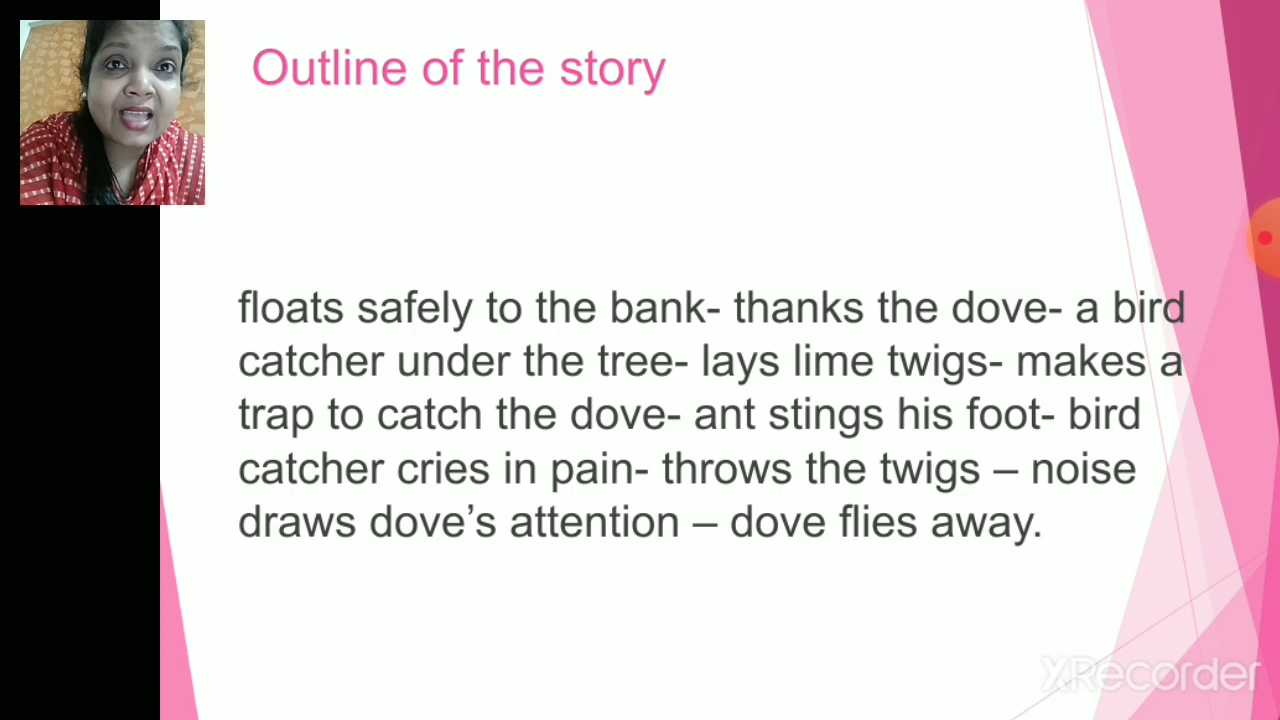 Outline of the story
floats safely to the bank- thanks the dove- a bird
catcher under the tree- lays lime twigs- makes a
trap to catch the dove- ant stings his foot- bird
catcher cries in pain- throws the twigs – noise
draws dove’s attention – dove flies away.
XRecorder